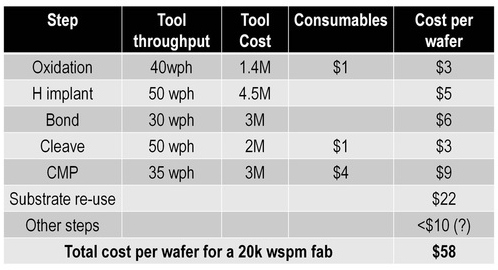 Step Tool throughput Tool Cost Consumables Cost per wafer
Oxidation 40wph 1.4M $1 $3
H implant 50 wph 4.5M $5
Bond 30 wph 3M $6
Cleave 50 wph 2M $1 $3
CMP 35 wph 3M $4 $9
Substrate re-use $22
Other steps <$10 (?)
Total cost per wafer for a 20k wspm fab $58